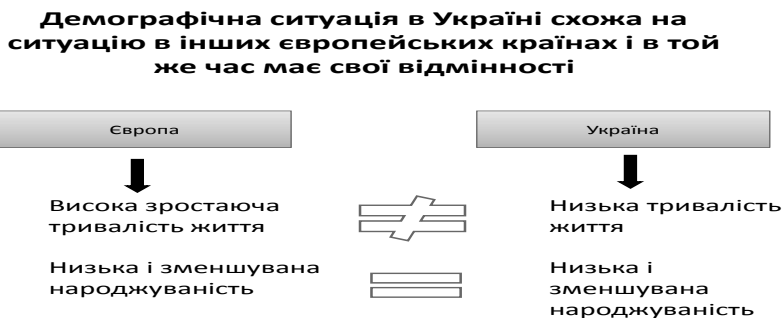 Демографічна ситуація в Україні схожа на
ситуацію в інших європейських країнах і в той
же час має свої відмінності
Європа
Україна
Висока зростаюча
тривалість життя
Низька тривалість
життя
Низька і зменшувана
народжуваність
Низька і
зменшувана
народжуваність